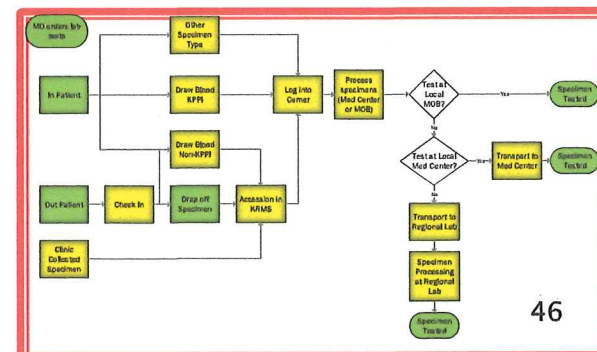 MD orders lab
tests
Other
Specimen
Type
In Patient
Draw Blood
KPPI
Log into
Cerner
Process
specimens
(Med Center
or MOB)
Test at
Local
MOB?
Yes
Specimen
Tested
No
Draw Blood
Non-KPPI
Test at Local
Med Center?
Yes
Transport to
Med Center
Specimen
Tested
No
Out Patient
Check In
Drop off
Specimen
Accession in
KRMS
Transport to
Regional Lab
Clinic
Collected
Specimen
Specimen
Processing
at Regional
Lab
Specimen
Tested
46